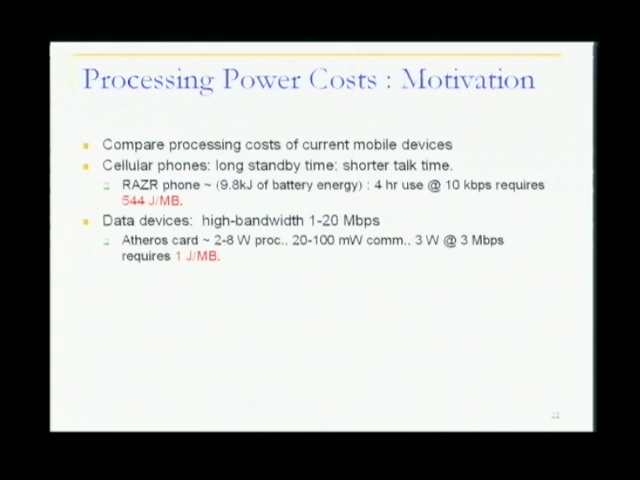 Processing Power Costs : Motivation
Compare processing costs of current mobile devices
Cellular phones: long standby time: shorter talk time.
RAZR phone ~ (9.8kJ of battery energy) : 4 hr use @ 10 kbps requires
544 J/MB.
Data devices: high-bandwidth 1-20 Mbps
Atheros card ~ 2-8 W proc.. 20-100 mW comm.. 3 W @ 3 Mbps
requires 1 J/MB.